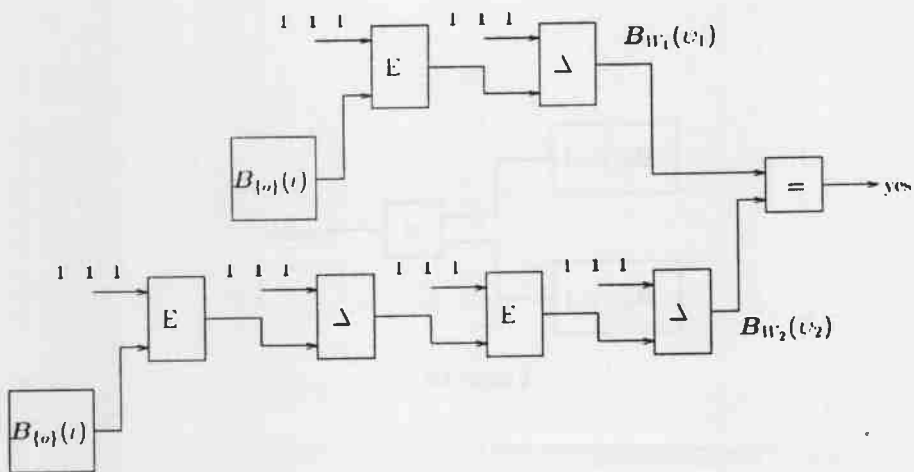 1 1 1
1 1 1
E
Δ
B_{W_1}(v_1)
B_{\{o\}}(t)
=
yes
1 1 1
1 1 1
1 1 1
1 1 1
E
Δ
E
Δ
B_{W_2}(v_2)
B_{\{o\}}(t)